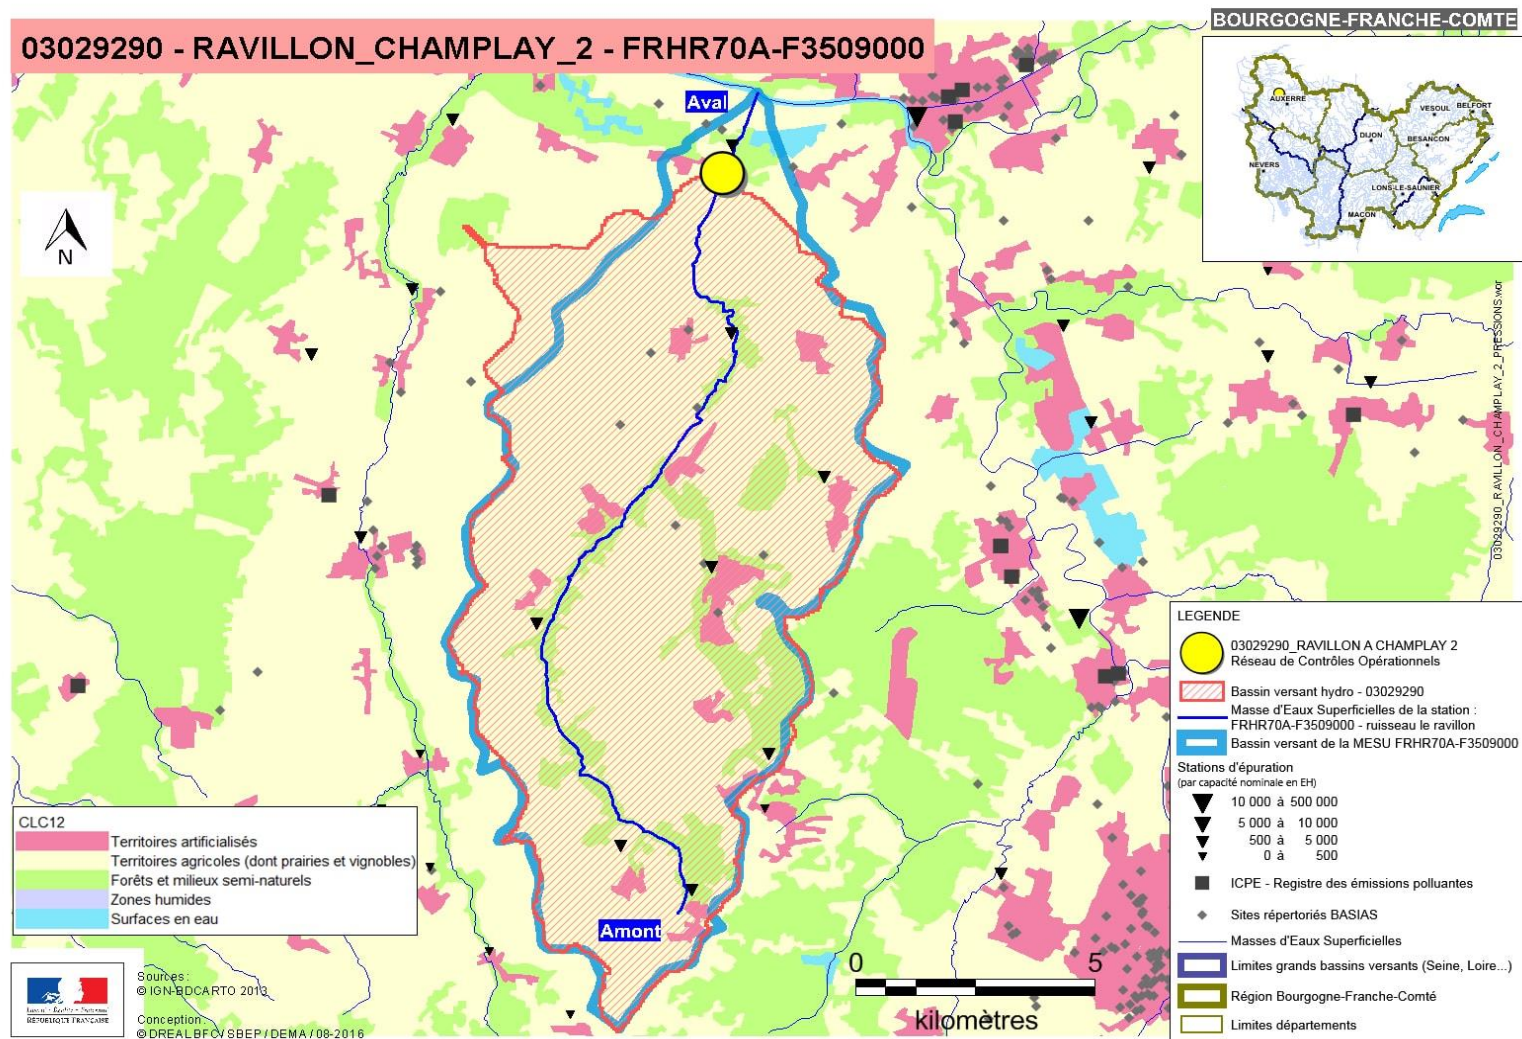 BOURGOGNE-FRANCHE-COMTE
03029290 - RAVILLON_CHAMPLAY_2 - FRHR70A-F3509000
Aval
N
AUXERRE
VESOUL
BELFORT
DIJON
BESANCON
NEVERS
LONS-LE-SAUNIER
MACON
03029290_RAVILLON_CHAMPLAY_2_PRESSIONS.wor
LEGENDE
03029290_RAVILLON A CHAMPLAY 2
Réseau de Contrôles Opérationnels
Bassin versant hydro - 03029290
Masse d'Eaux Superficielles de la station :
FRHR70A-F3509000 - ruisseau le ravillon
Bassin versant de la MESU FRHR70A-F3509000
Stations d'épuration
(par capacité nominale en EH)
10 000 à 500 000
5 000 à 10 000
500 à 5 000
0 à 500
ICPE - Registre des émissions polluantes
Sites répertoriés BASIAS
Masses d'Eaux Superficielles
Limites grands bassins versants (Seine, Loire...)
Région Bourgogne-Franche-Comté
Limites départements
CLC12
Territoires artificialisés
Territoires agricoles (dont prairies et vignobles)
Forêts et milieux semi-naturels
Zones humides
Surfaces en eau
Amont
0 5
kilomètres
Liberté • Égalité • Fraternité
RÉPUBLIQUE FRANÇAISE
Sources :
© IGN-BDCARTO 2013
Conception :
© DREAL BFC / SBEP / DEMA / 08-2016